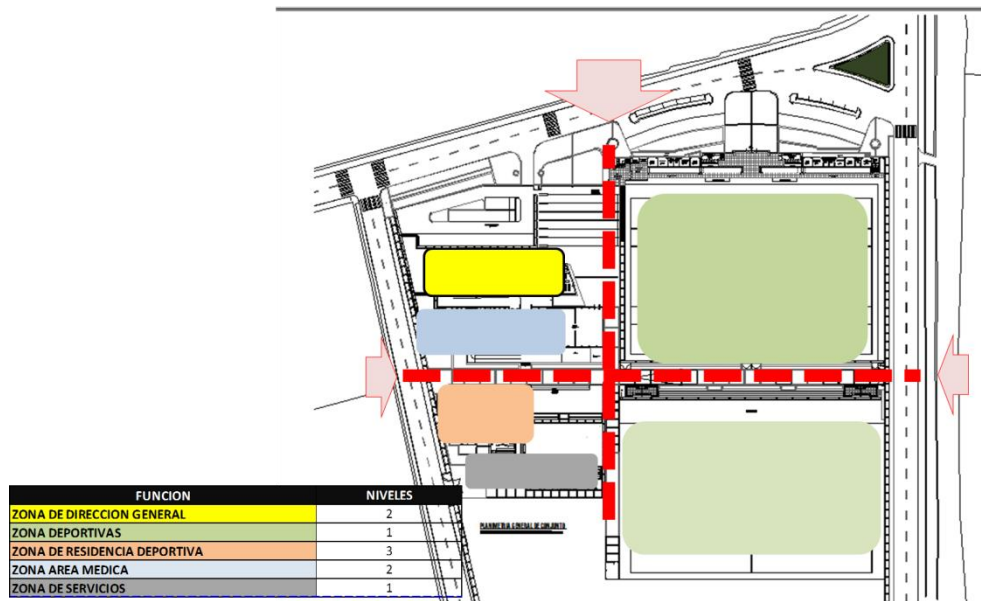 FUNCION NIVELES
ZONA DE DIRECCION GENERAL 2
ZONA DEPORTIVAS 1
ZONA DE RESIDENCIA DEPORTIVA 3
ZONA AREA MEDICA 2
ZONA DE SERVICIOS 1
PLANIMETRIA GENERAL DE CONJUNTO